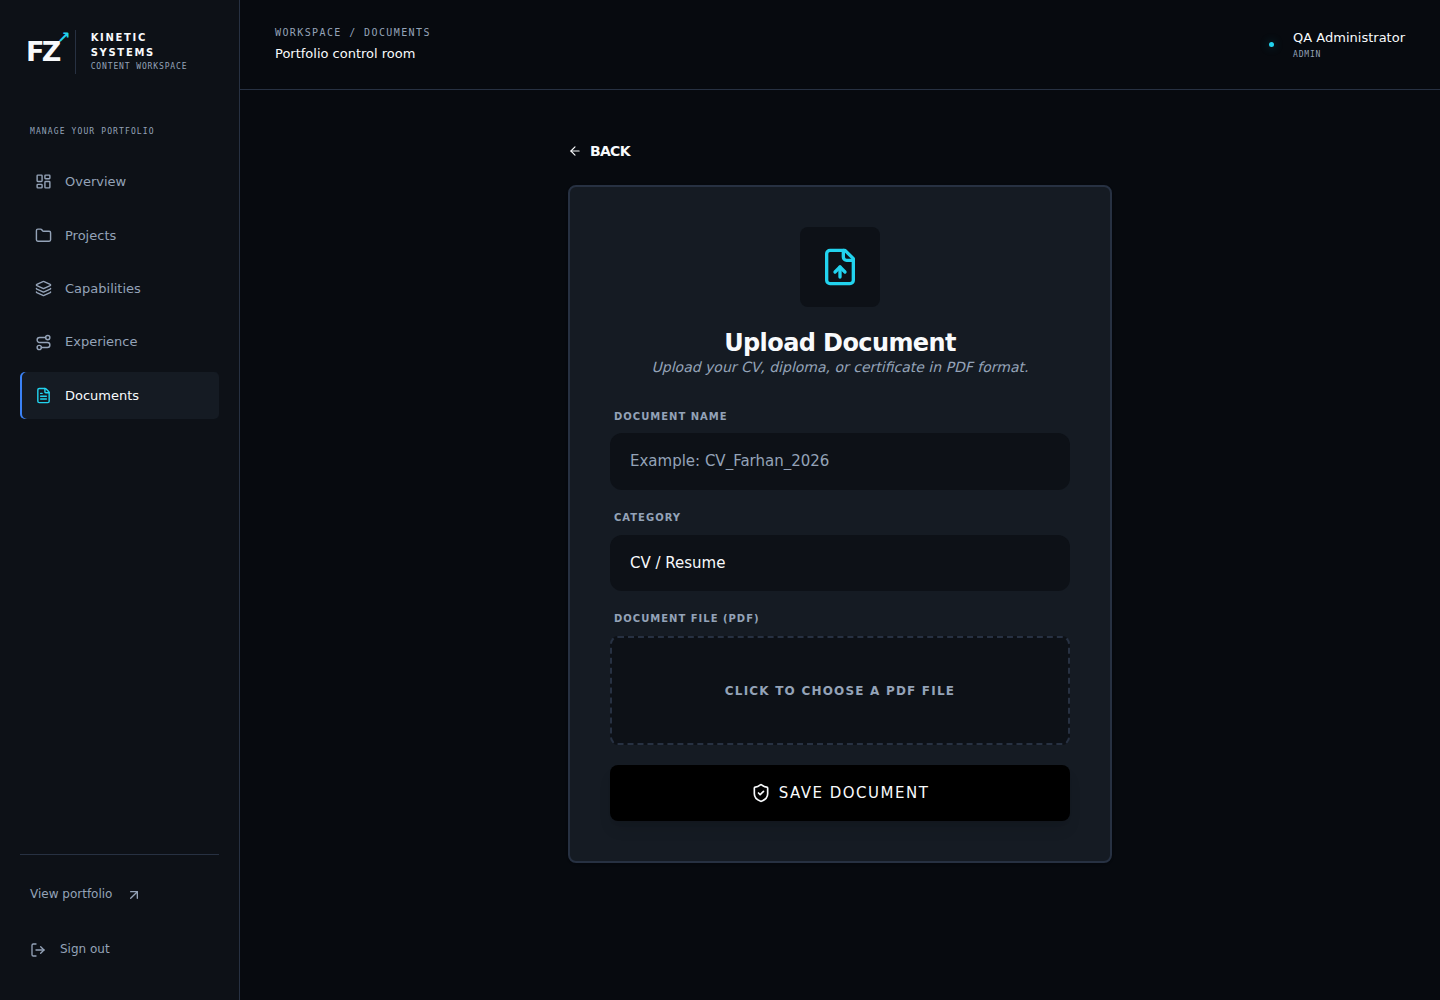 FZ
KINETIC
SYSTEMS
CONTENT WORKSPACE
MANAGE YOUR PORTFOLIO
Overview
Projects
Capabilities
Experience
Documents
View portfolio
Sign out
WORKSPACE / DOCUMENTS
Portfolio control room
QA Administrator
ADMIN
BACK
Upload Document
Upload your CV, diploma, or certificate in PDF format.
DOCUMENT NAME
Example: CV_Farhan_2026
CATEGORY
CV / Resume
DOCUMENT FILE (PDF)
CLICK TO CHOOSE A PDF FILE
SAVE DOCUMENT